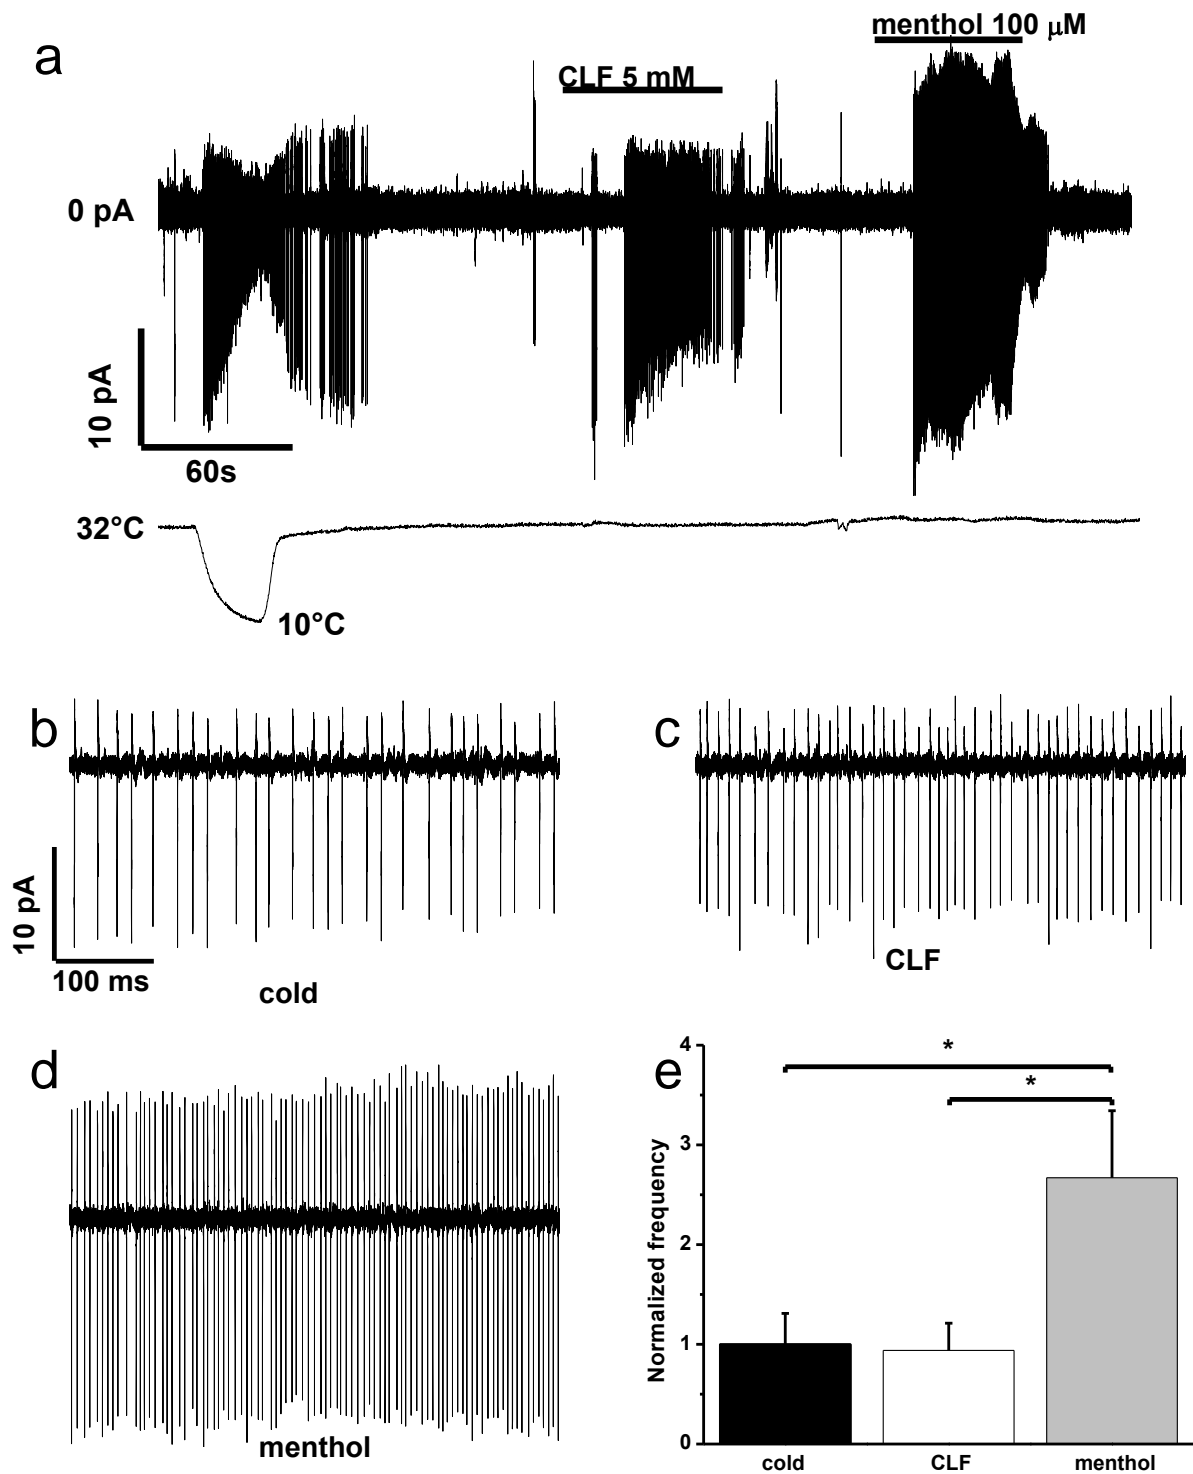 a
menthol 100 μM
CLF 5 mM
0 pA
10 pA
60s
32°C
10°C
b
10 pA
100 ms
cold
c
CLF
d
menthol
e
*
*
Normalized frequency
4
3
2
1
0
cold
CLF
menthol